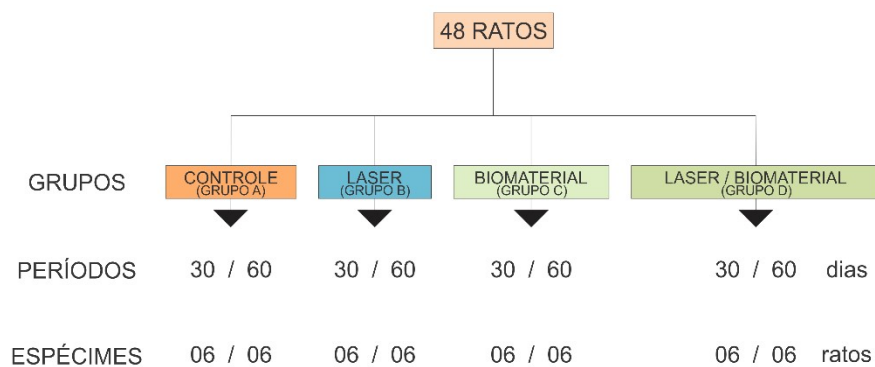 48 RATOS
GRUPOS
CONTROLE
(GRUPO A)
LASER
(GRUPO B)
BIOMATERIAL
(GRUPO C)
LASER / BIOMATERIAL
(GRUPO D)
PERÍODOS 30 / 60 30 / 60 30 / 60 30 / 60 dias
ESPÉCIMES 06 / 06 06 / 06 06 / 06 06 / 06 ratos